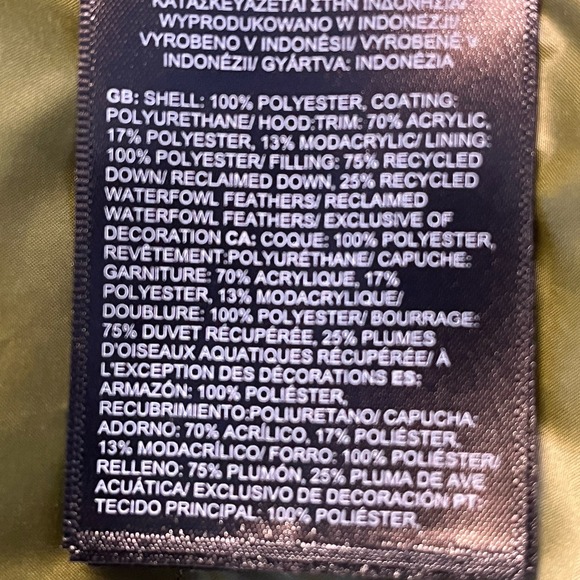 ΚΑΤΑΣΚΕΥΑΖΕΤΑΙ ΣΤΗΝ ΙΝΔΟΝΗΣΙΑ/
WYPRODUKOWANO W INDONEZJI/
VYROBENO V INDONÉSII/ VYROBENÉ V
INDONÉZII/ GYÁRTVA: INDONÉZIA
GB: SHELL: 100% POLYESTER, COATING:
POLYURETHANE/ HOOD:TRIM: 70% ACRYLIC,
17% POLYESTER, 13% MODACRYLIC/ LINING:
100% POLYESTER/ FILLING: 75% RECYCLED
DOWN/ RECLAIMED DOWN, 25% RECYCLED
WATERFOWL FEATHERS/ RECLAIMED
WATERFOWL FEATHERS/ EXCLUSIVE OF
DECORATION CA: COQUE: 100% POLYESTER,
REVÊTEMENT:POLYURÉTHANE/ CAPUCHE:
GARNITURE: 70% ACRYLIQUE, 17%
POLYESTER, 13% MODACRYLIQUE/
DOUBLURE: 100% POLYESTER/ BOURRAGE:
75% DUVET RÉCUPÉRÉE, 25% PLUMES
D'OISEAUX AQUATIQUES RÉCUPÉRÉE/ À
L'EXCEPTION DES DÉCORATIONS ES:
ARMAZÓN: 100% POLIÉSTER,
RECUBRIMIENTO:POLIURETANO/ CAPUCHA:
ADORNO: 70% ACRÍLICO, 17% POLIÉSTER,
13% MODACRÍLICO/ FORRO: 100% POLIÉSTER/
RELLENO: 75% PLUMÓN, 25% PLUMA DE AVE
ACUÁTICA/ EXCLUSIVO DE DECORACIÓN PT:
TECIDO PRINCIPAL: 100% POLIÉSTER,